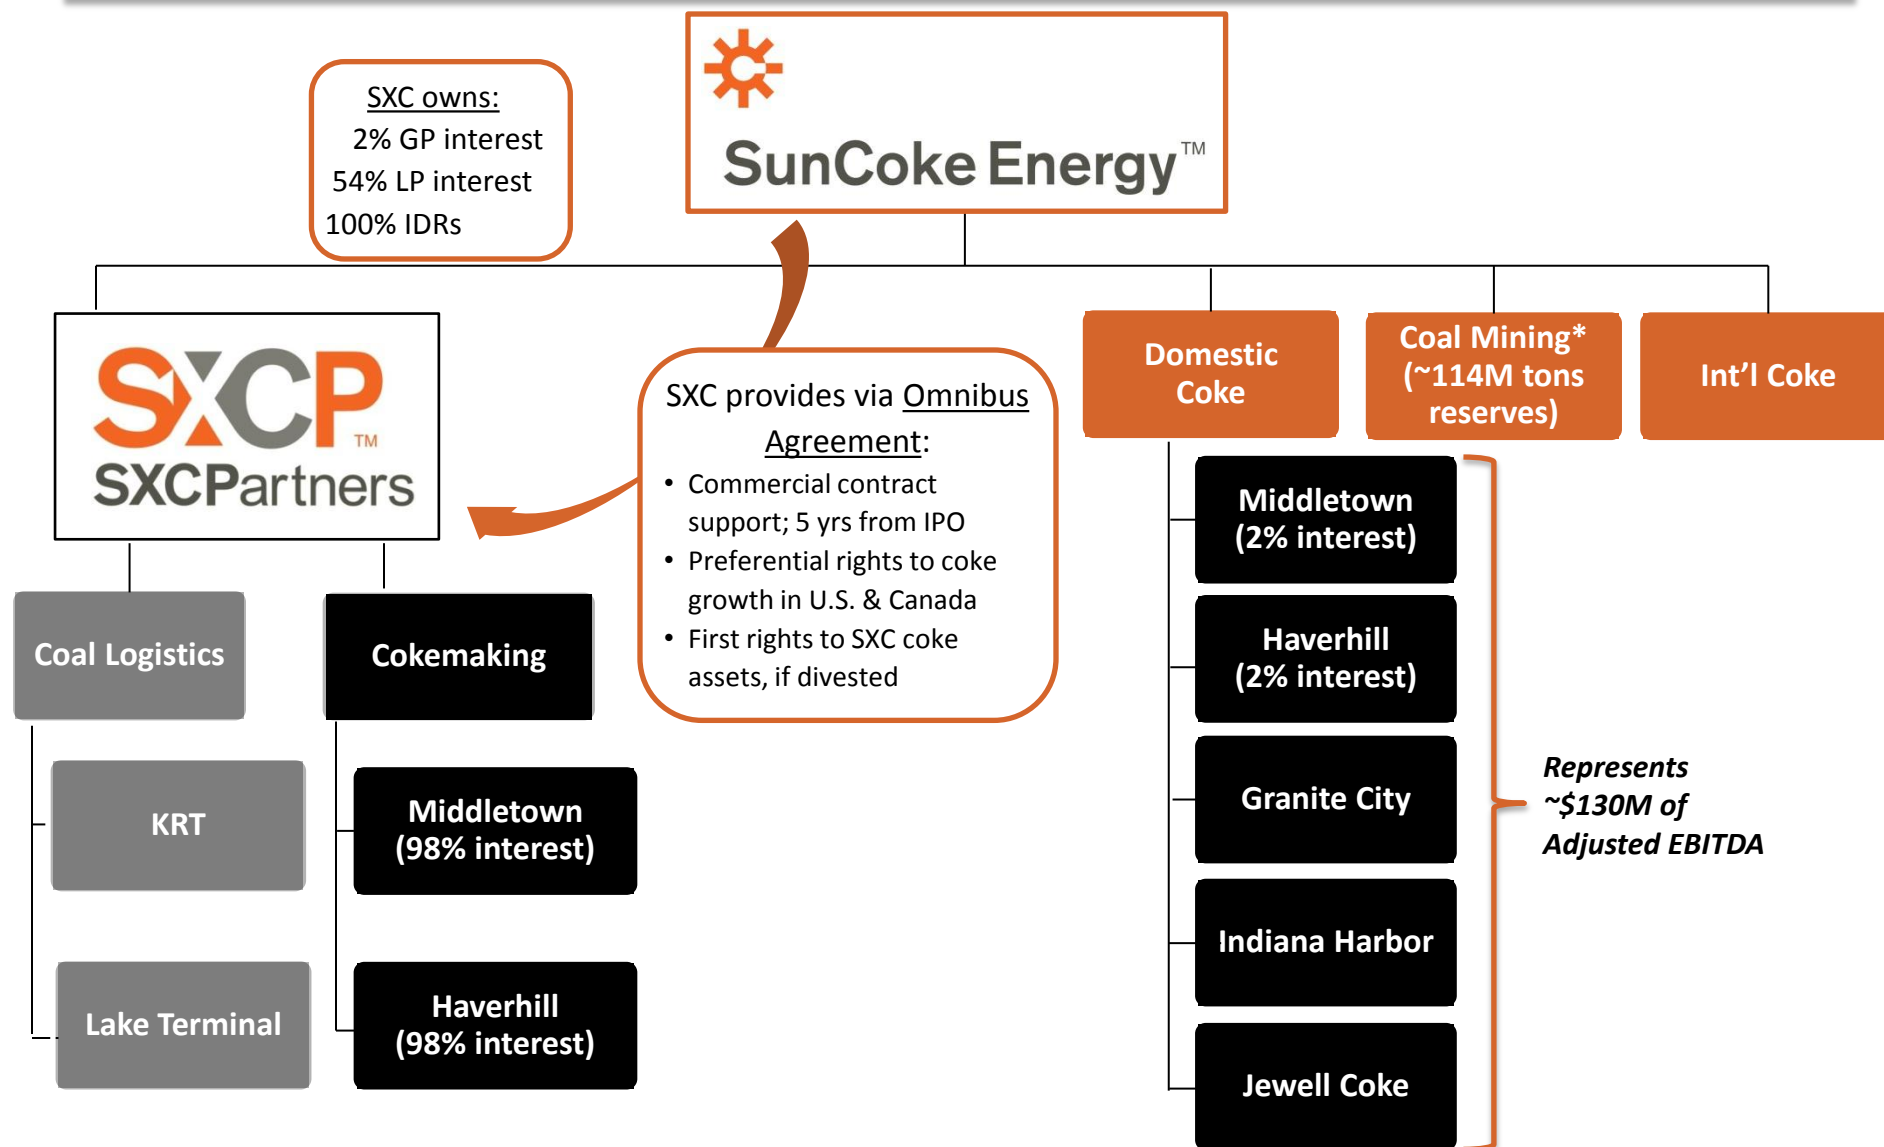 SunCoke Energy™
SXC owns:
2% GP interest
54% LP interest
100% IDRs
SXCP™
SXCPartners
SXC provides via Omnibus
Agreement:
• Commercial contract
support; 5 yrs from IPO
• Preferential rights to coke
growth in U.S. & Canada
• First rights to SXC coke
assets, if divested
Domestic
Coke
Coal Mining*
(~114M tons
reserves)
Int’l Coke
Coal Logistics
KRT
Lake Terminal
Cokemaking
Middletown
(98% interest)
Haverhill
(98% interest)
Middletown
(2% interest)
Haverhill
(2% interest)
Granite City
Indiana Harbor
Jewell Coke
Represents
~$130M of
Adjusted EBITDA